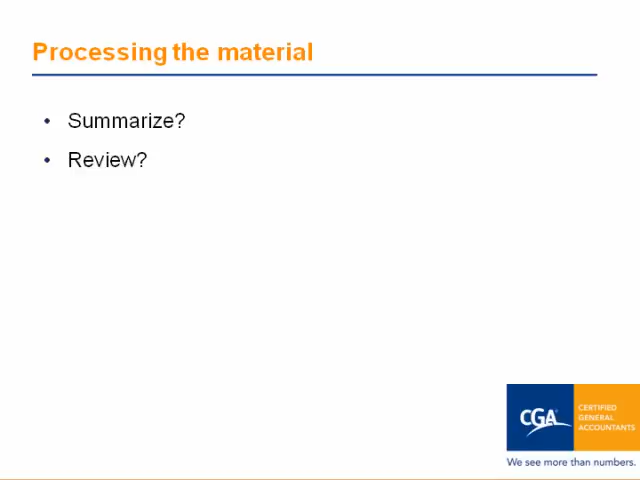 Processing the material
• Summarize?
• Review?
CGA
CERTIFIED
GENERAL
ACCOUNTANTS
We see more than numbers.